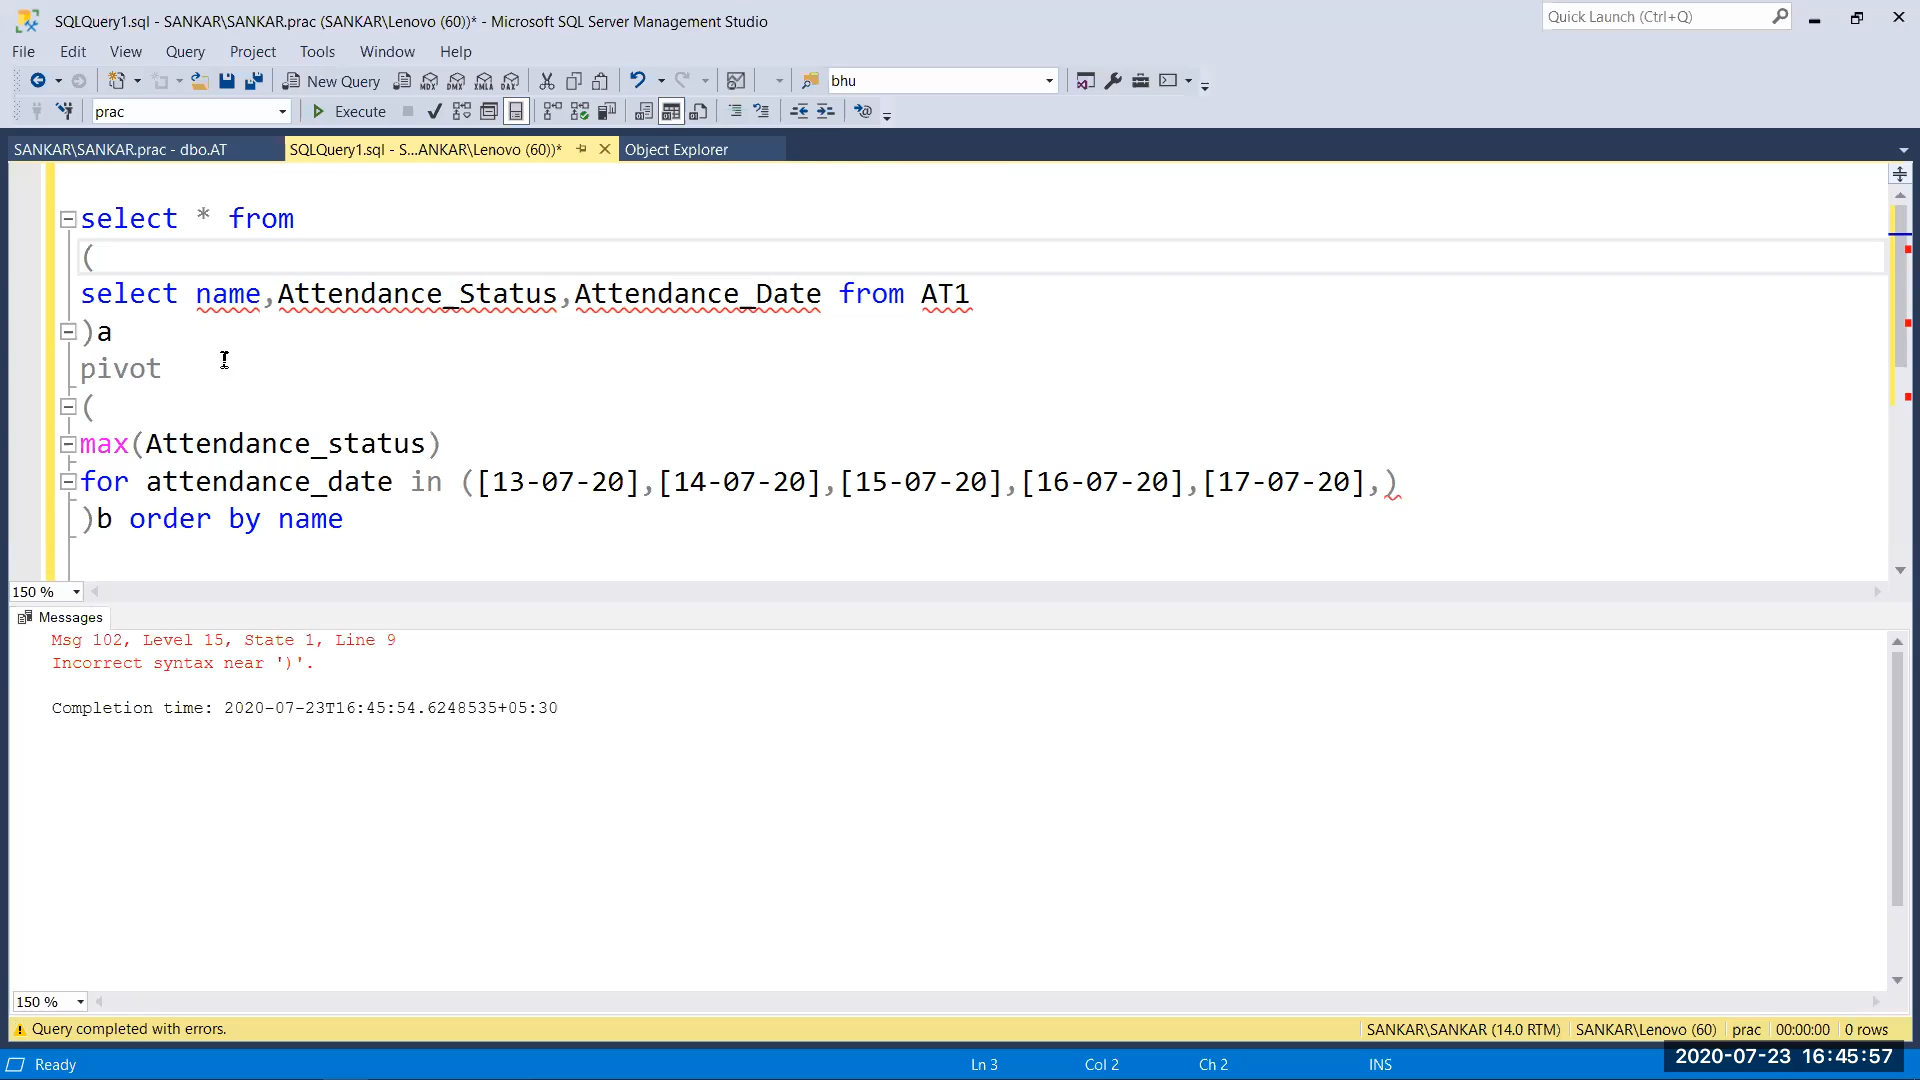 SQLQuery1.sql - SANKAR\SANKAR.prac (SANKAR\Lenovo (60))* - Microsoft SQL Server Management Studio
Quick Launch (Ctrl+Q)
File Edit View Query Project Tools Window Help
New Query MDX DMX XMLA DAX bhu
prac Execute
SANKAR\SANKAR.prac - dbo.AT SQLQuery1.sql - S...ANKAR\Lenovo (60))* Object Explorer
select * from
(
select name,Attendance_Status,Attendance_Date from AT1
)a
pivot
(
max(Attendance_status)
for attendance_date in ([13-07-20],[14-07-20],[15-07-20],[16-07-20],[17-07-20],)
)b order by name
150 %
Messages
Msg 102, Level 15, State 1, Line 9
Incorrect syntax near ')'.
Completion time: 2020-07-23T16:45:54.6248535+05:30
150 %
Query completed with errors. SANKAR\SANKAR (14.0 RTM) SANKAR\Lenovo (60) prac 00:00:00 0 rows
Ready Ln 3 Col 2 Ch 2 INS
2020-07-23 16:45:57